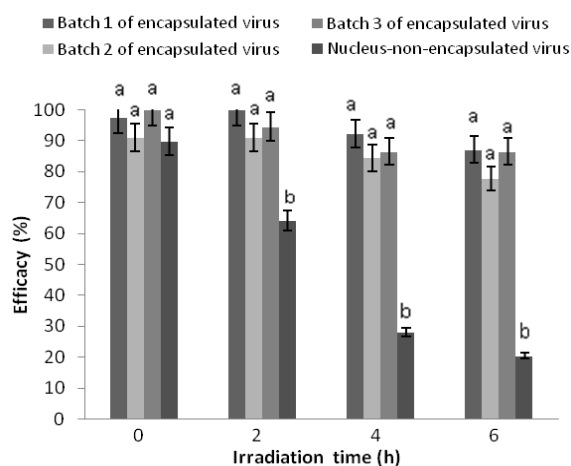 Batch 1 of encapsulated virus
Batch 3 of encapsulated virus
Batch 2 of encapsulated virus
Nucleus-non-encapsulated virus
Efficacy (%)
100
90
80
70
60
50
40
30
20
10
0
a a a a
a a a b
a a a b
a a a b
0 2 4 6
Irradiation time (h)